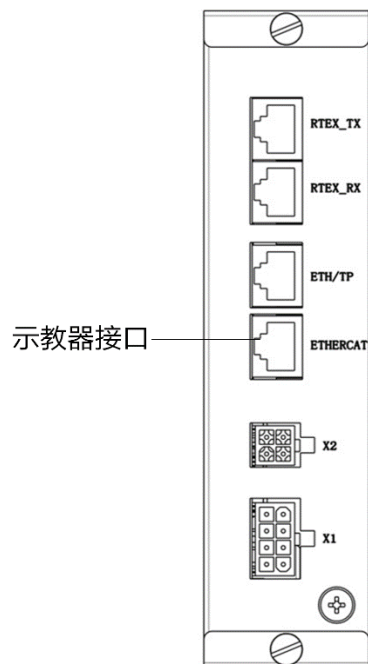 RTEX_TX
RTEX_RX
ETH/TP
示教器接口
ETHERCAT
X2
X1